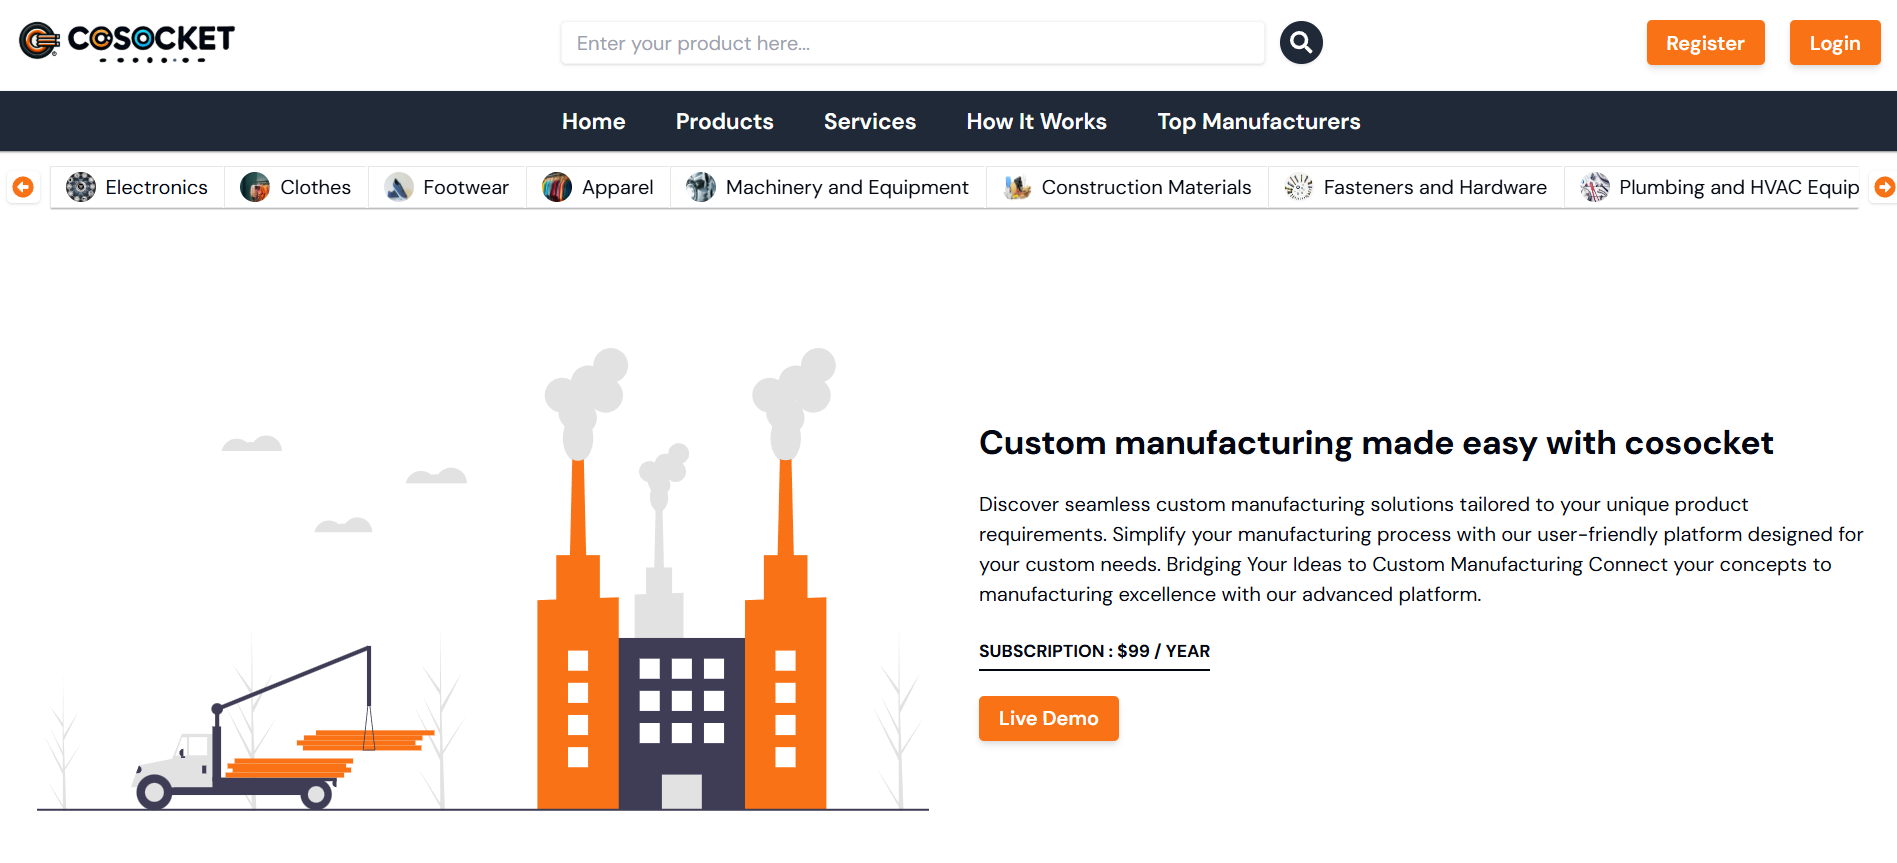 COSOCKET
Enter your product here...
Register
Login
Home
Products
Services
How It Works
Top Manufacturers
Electronics
Clothes
Footwear
Apparel
Machinery and Equipment
Construction Materials
Fasteners and Hardware
Plumbing and HVAC Equip
Custom manufacturing made easy with cosocket
Discover seamless custom manufacturing solutions tailored to your unique product
requirements. Simplify your manufacturing process with our user-friendly platform designed for
your custom needs. Bridging Your Ideas to Custom Manufacturing Connect your concepts to
manufacturing excellence with our advanced platform.
SUBSCRIPTION : $99 / YEAR
Live Demo